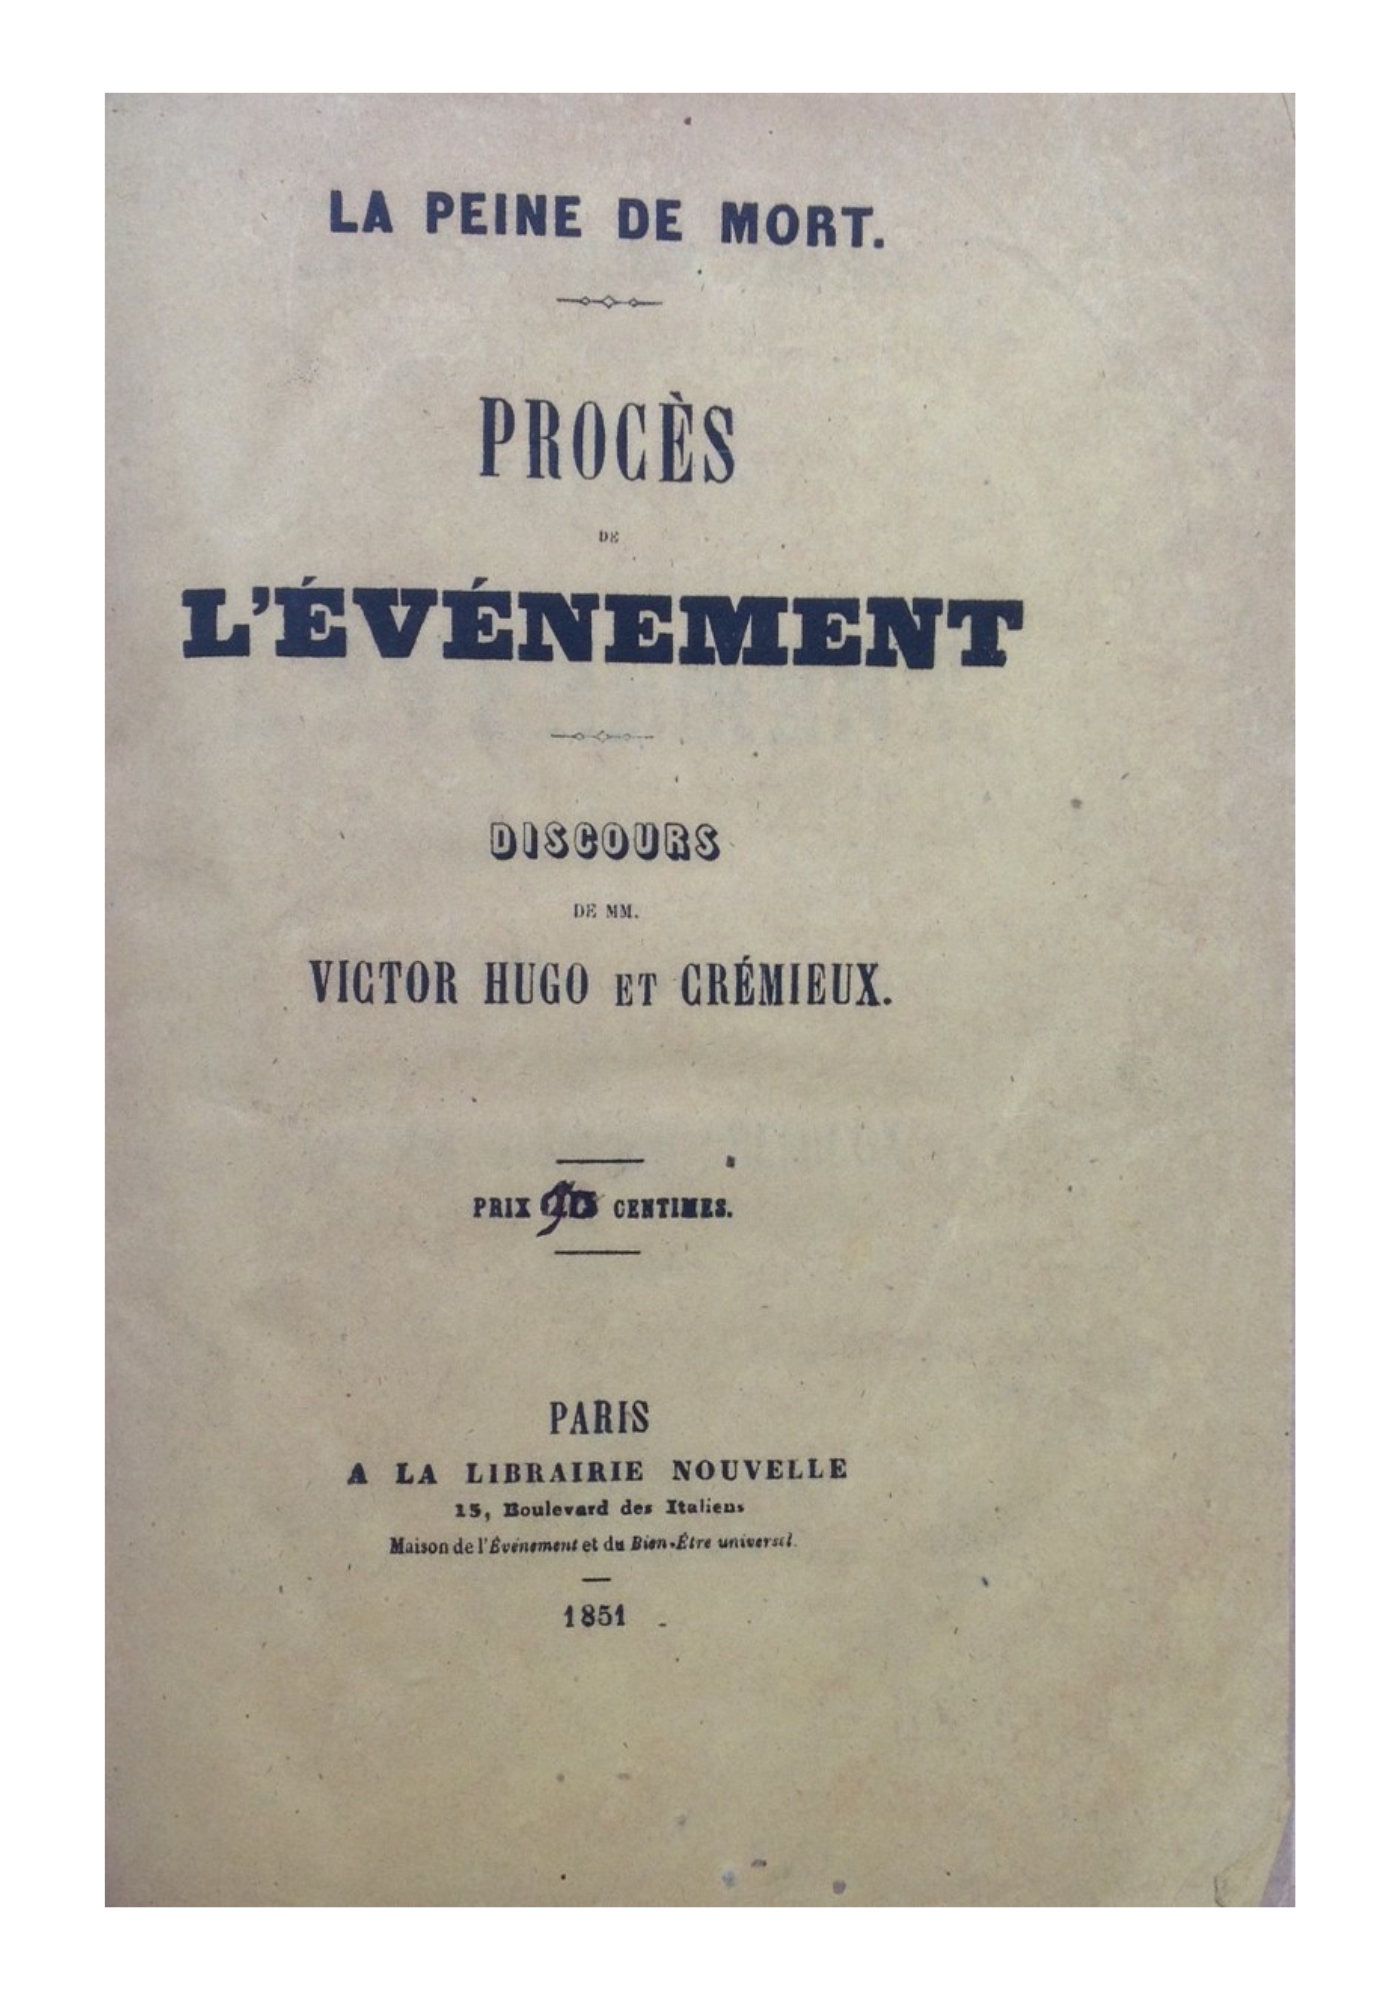 LA PEINE DE MORT.
PROCÈS
DE
L'ÉVÉNEMENT
DISCOURS
DE MM.
VICTOR HUGO ET CRÉMIEUX.
PRIX CENTIMES.
PARIS
A LA LIBRAIRIE NOUVELLE
15, Boulevard des Italiens
Maison de l'Événement et du Bien-Être universel.
1851